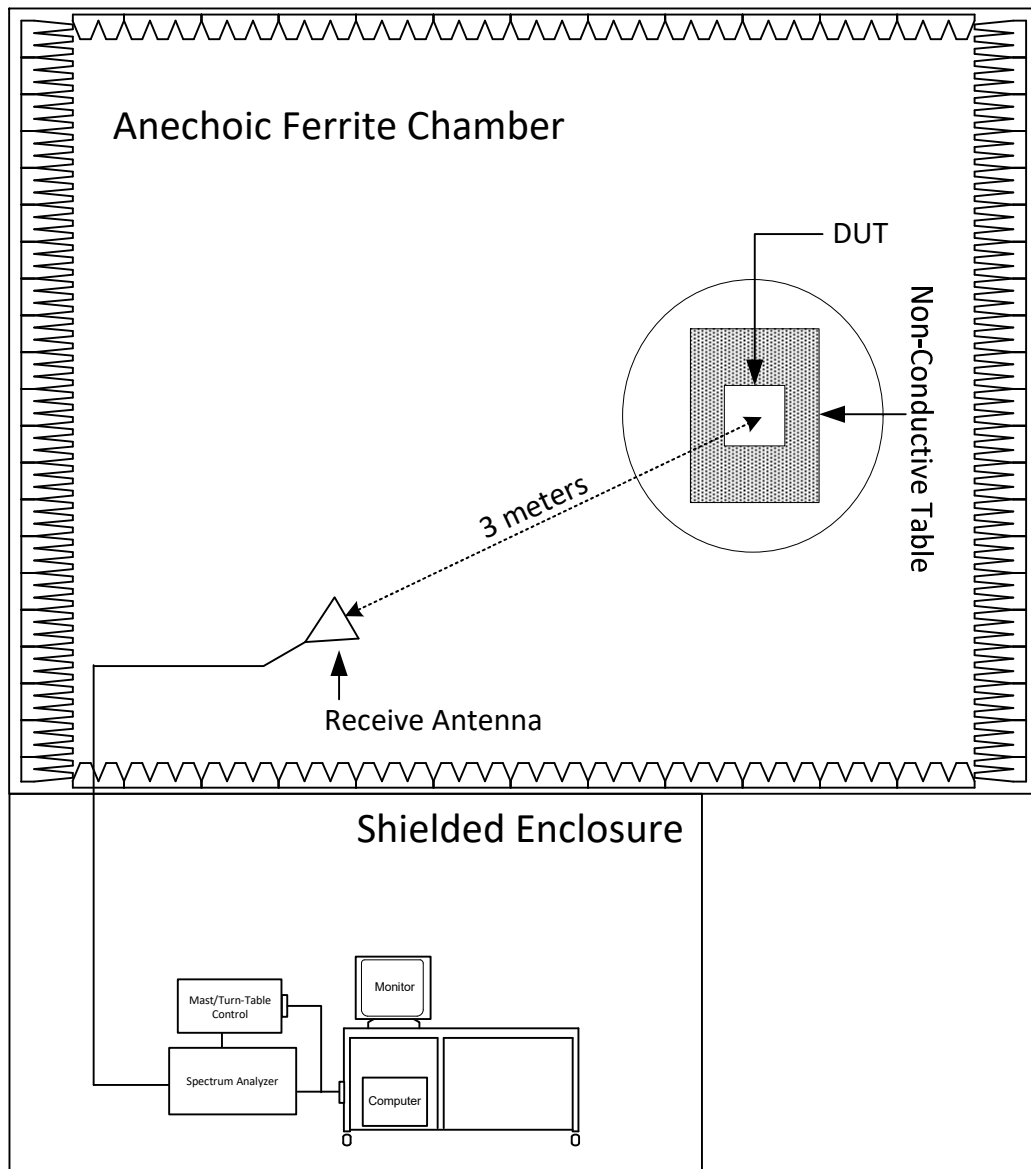 Anechoic Ferrite Chamber
DUT
Non-Conductive Table
3 meters
Receive Antenna
Shielded Enclosure
Monitor
Mast/Turn-Table
Control
Spectrum Analyzer
Computer